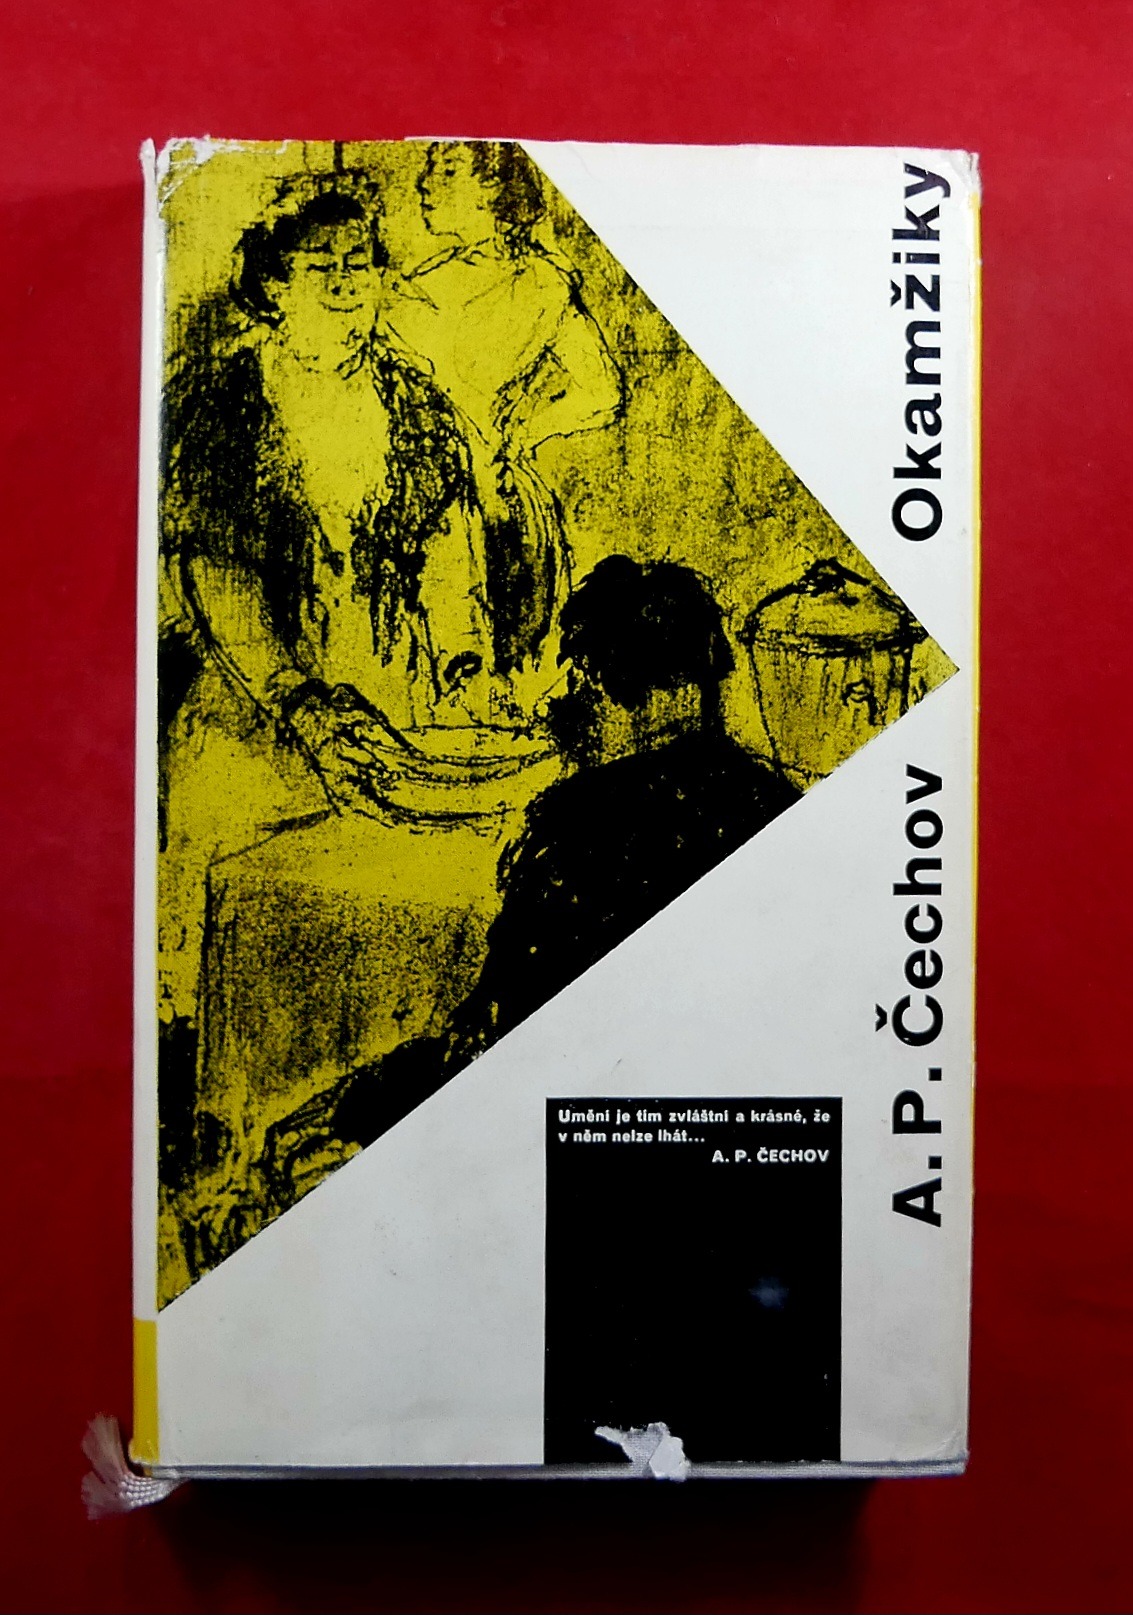 A. P. Čechov Okamžiky
Umění je tím zvláštní a krásné, že
v něm nelze lhát...
A. P. ČECHOV